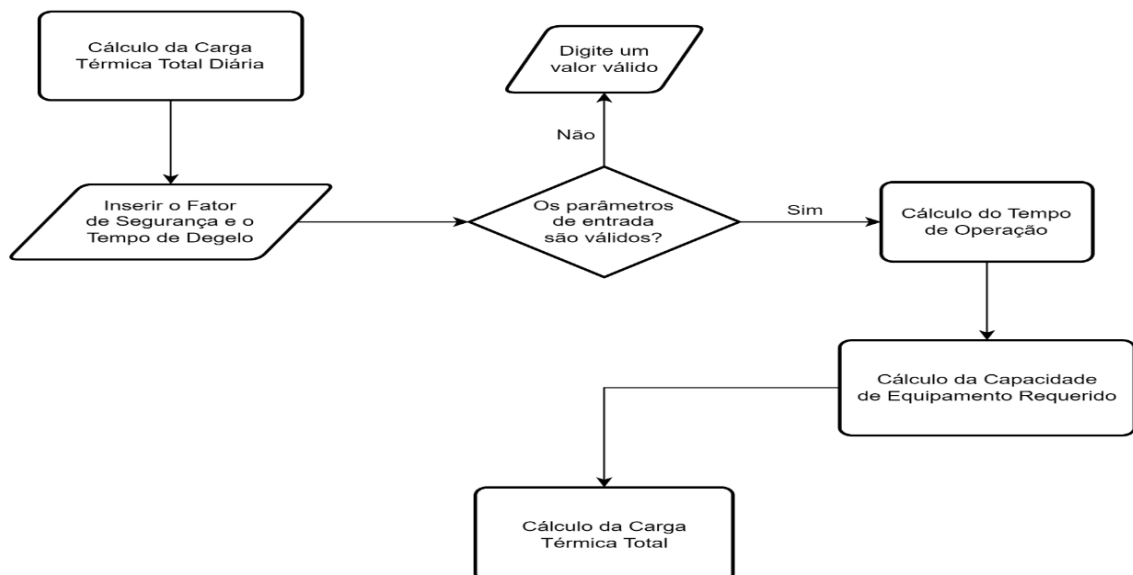 Cálculo da Carga
Térmica Total Diária
Digite um
valor válido
Não
Inserir o Fator
de Segurança e o
Tempo de Degelo
Os parâmetros
de entrada
são válidos?
Sim
Cálculo do Tempo
de Operação
Cálculo da Capacidade
de Equipamento Requerido
Cálculo da Carga
Térmica Total